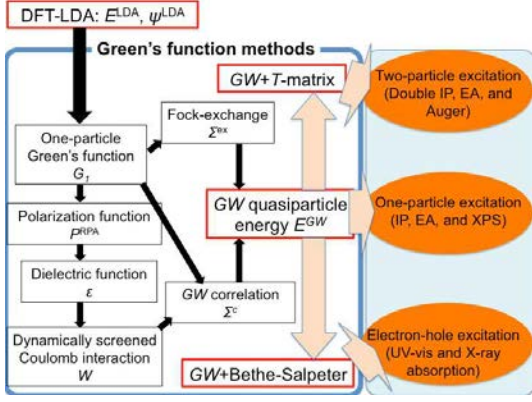 DFT-LDA: E^LDA, ψ^LDA
Green's function methods
GW+T-matrix
Two-particle excitation
(Double IP, EA, and
Auger)
One-particle
Green's function
G₁
Fock-exchange
Σ^ex
Polarization function
P^RPA
GW quasiparticle
energy E^GW
One-particle excitation
(IP, EA, and XPS)
Dielectric function
ε
GW correlation
Σ^c
Dynamically screened
Coulomb interaction
W
GW+Bethe-Salpeter
Electron-hole excitation
(UV-vis and X-ray
absorption)